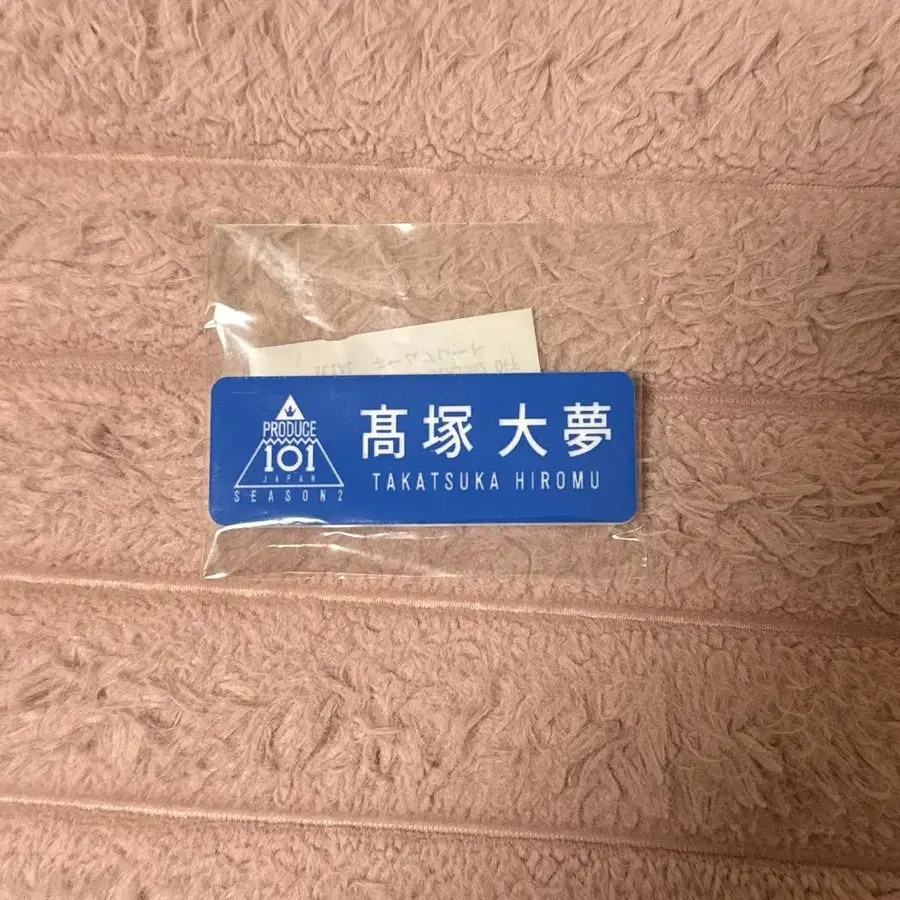 PRODUCE
101
JAPAN
SEASON2
髙塚 大夢
TAKATSUKA HIROMU